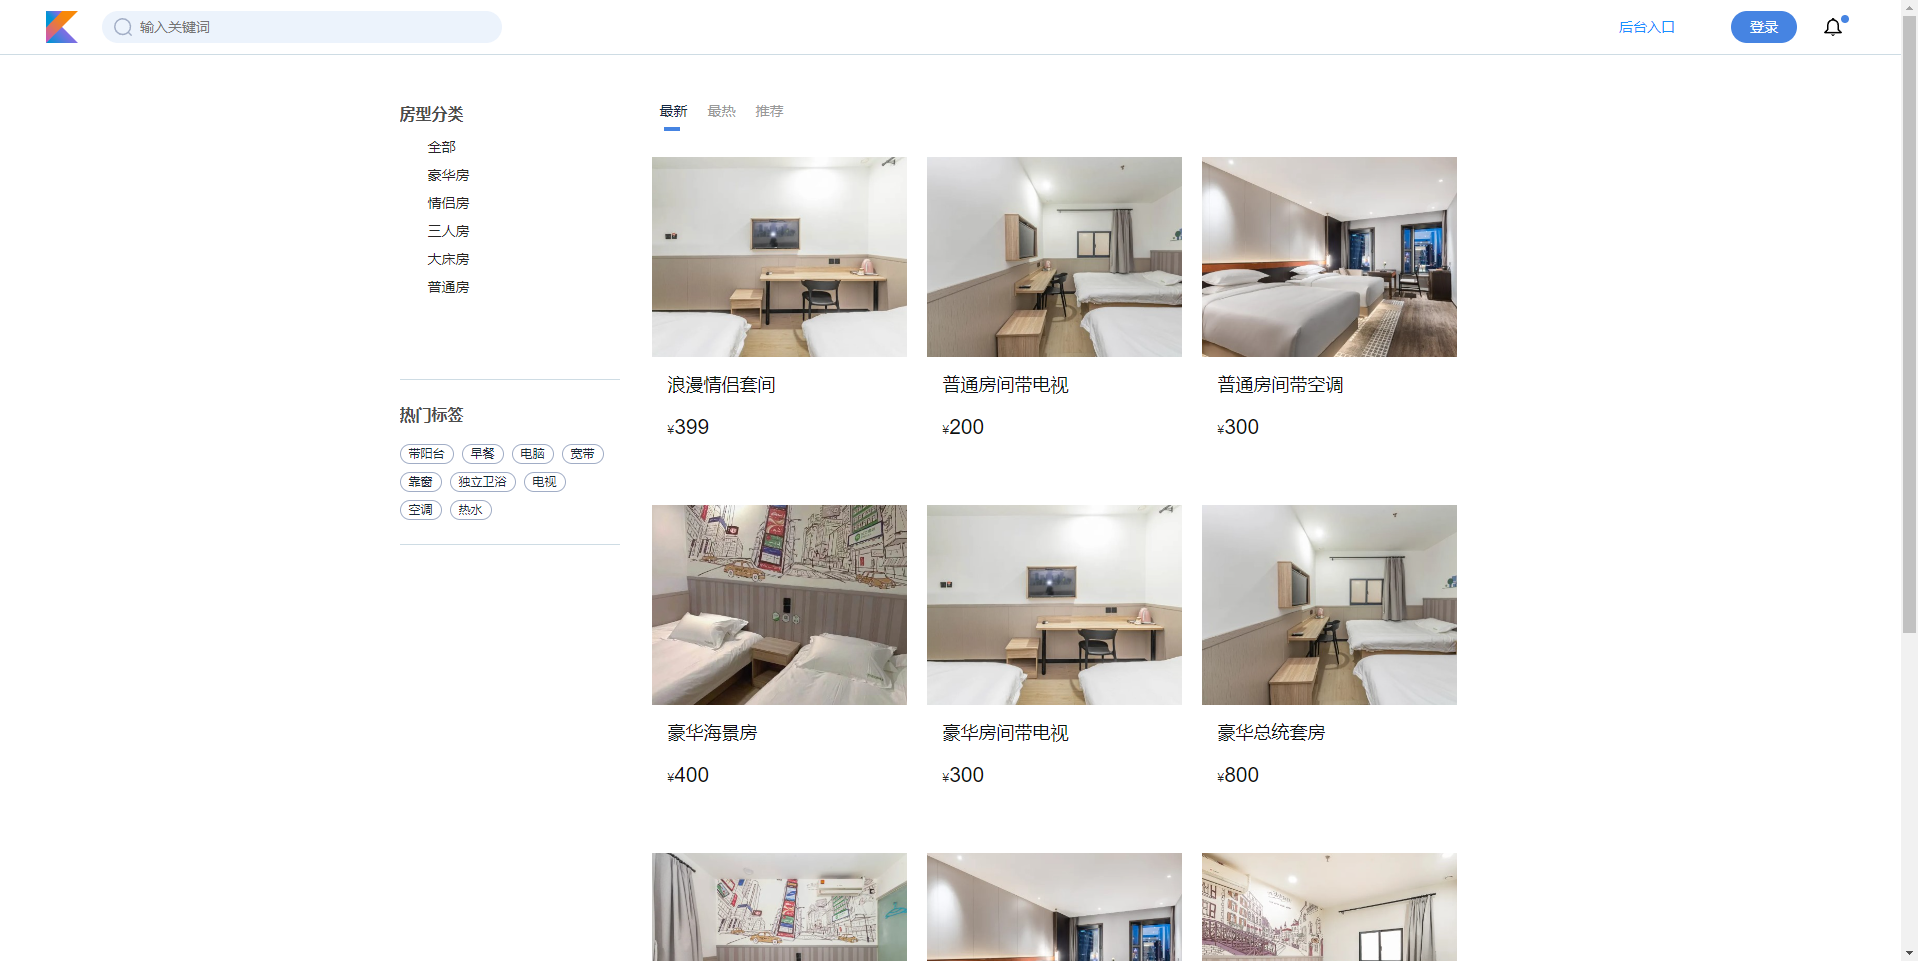 输入关键词
后台入口
登录
房型分类
全部
豪华房
情侣房
三人房
大床房
普通房
热门标签
带阳台 早餐 电脑 宽带
靠窗 独立卫浴 电视
空调 热水
最新 最热 推荐
浪漫情侣套间
¥399
普通房间带电视
¥200
普通房间带空调
¥300
豪华海景房
¥400
豪华房间带电视
¥300
豪华总统套房
¥800